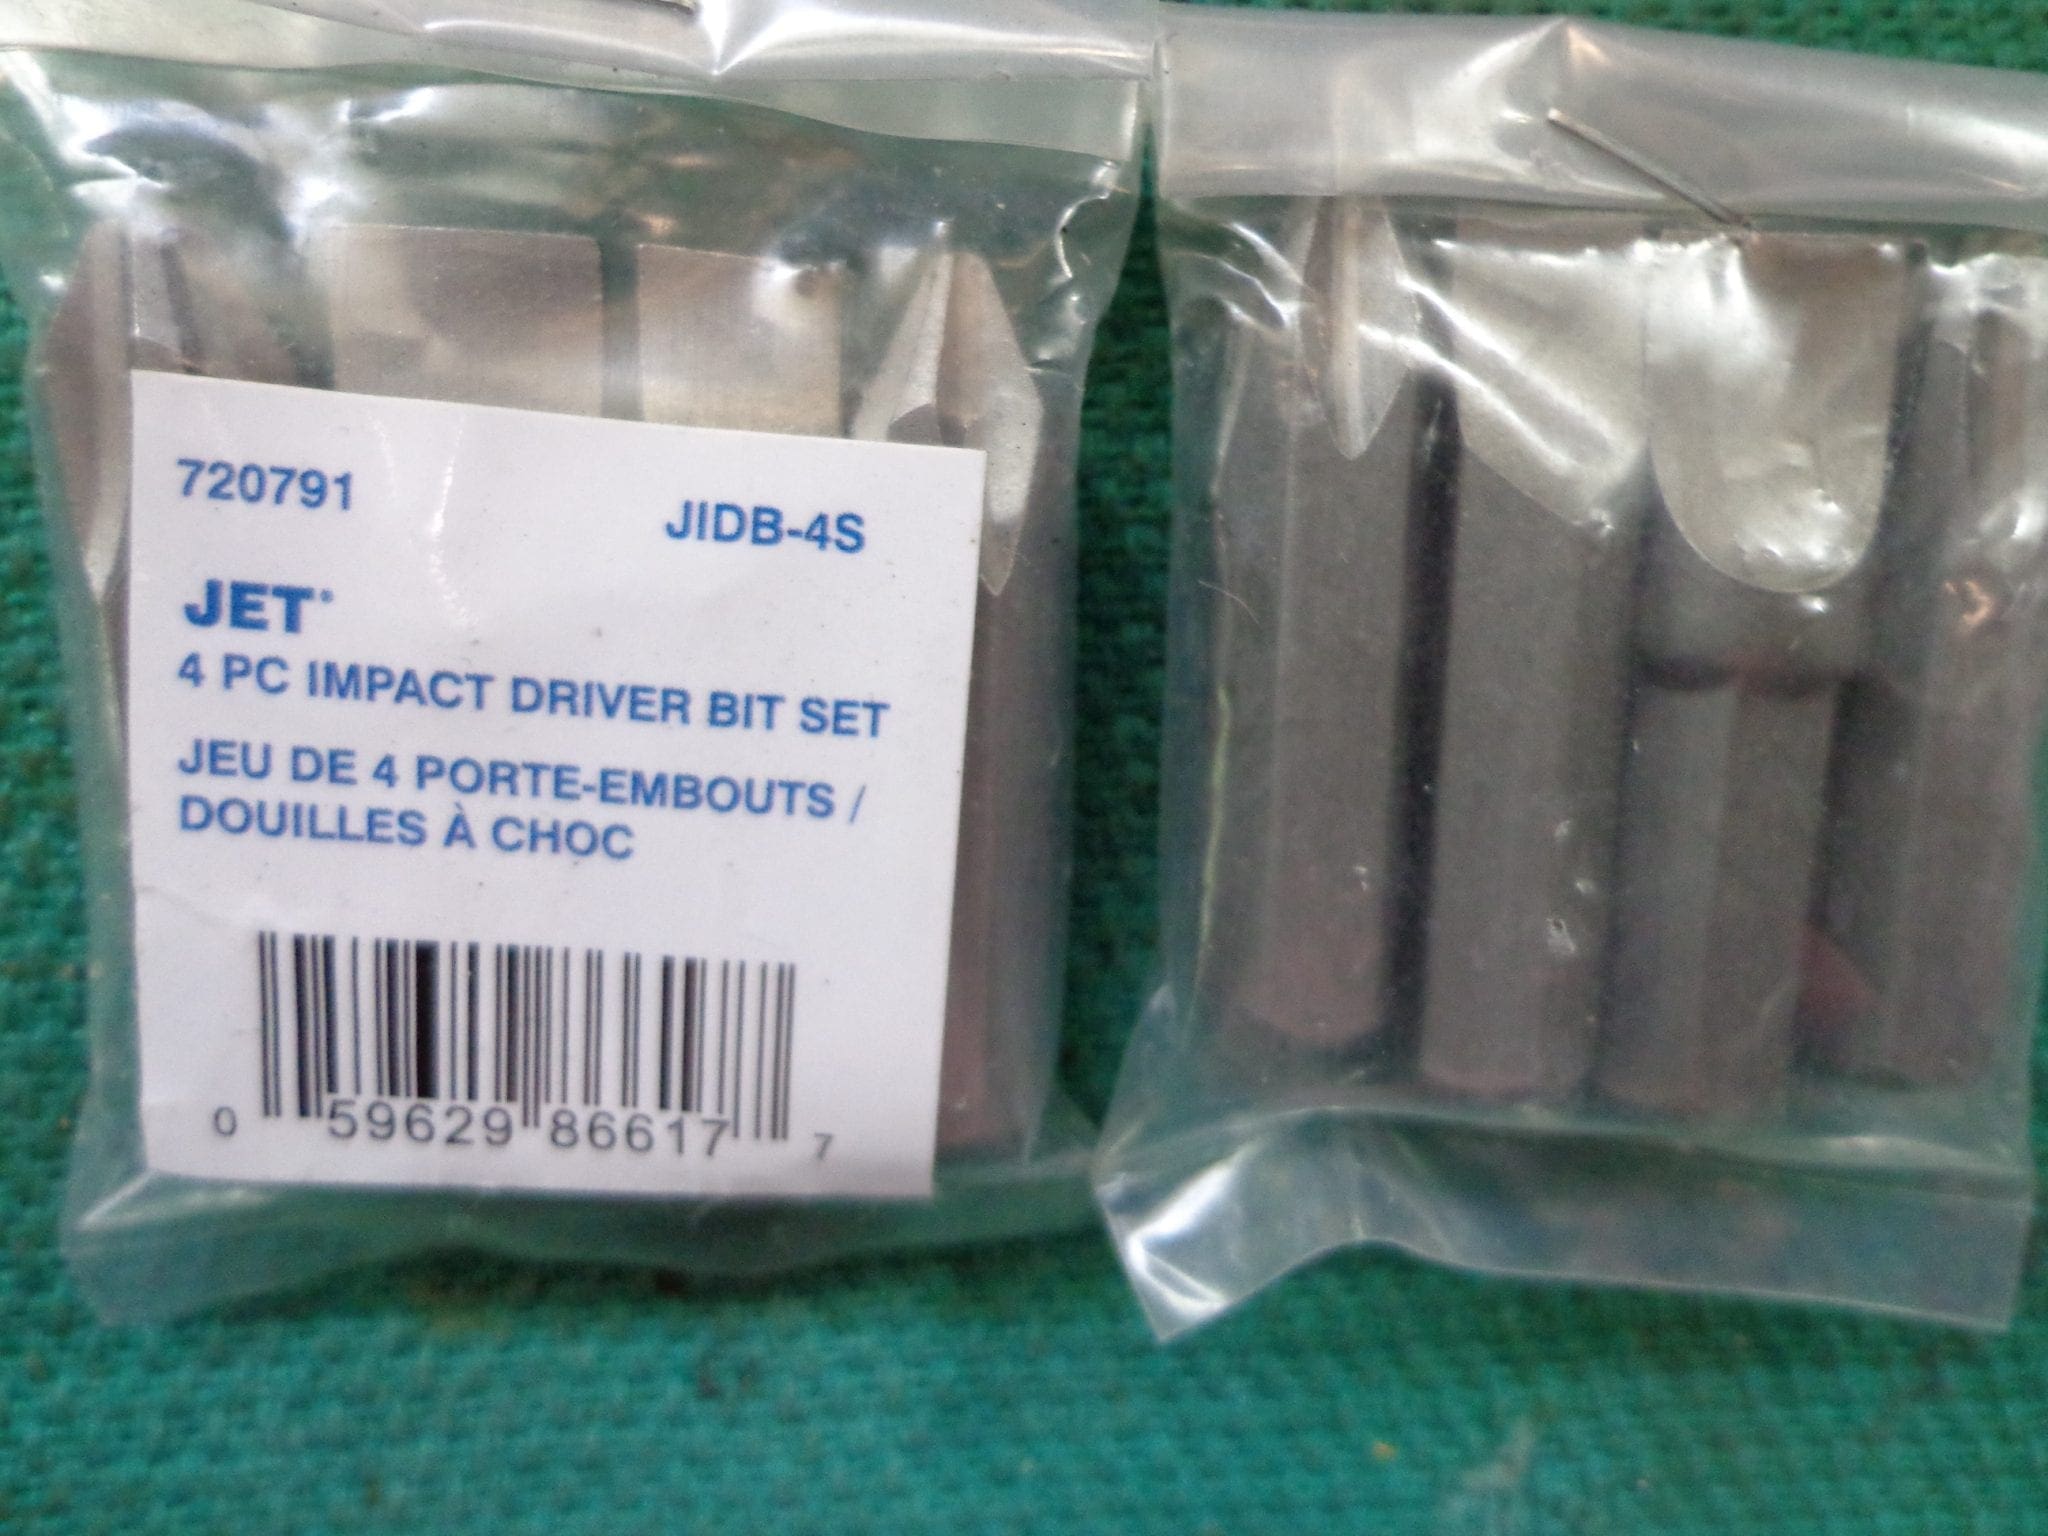 720791 JIDB-4S
JET®
4 PC IMPACT DRIVER BIT SET
JEU DE 4 PORTE-EMBOUTS /
DOUILLES À CHOC
0 59629 86617 7